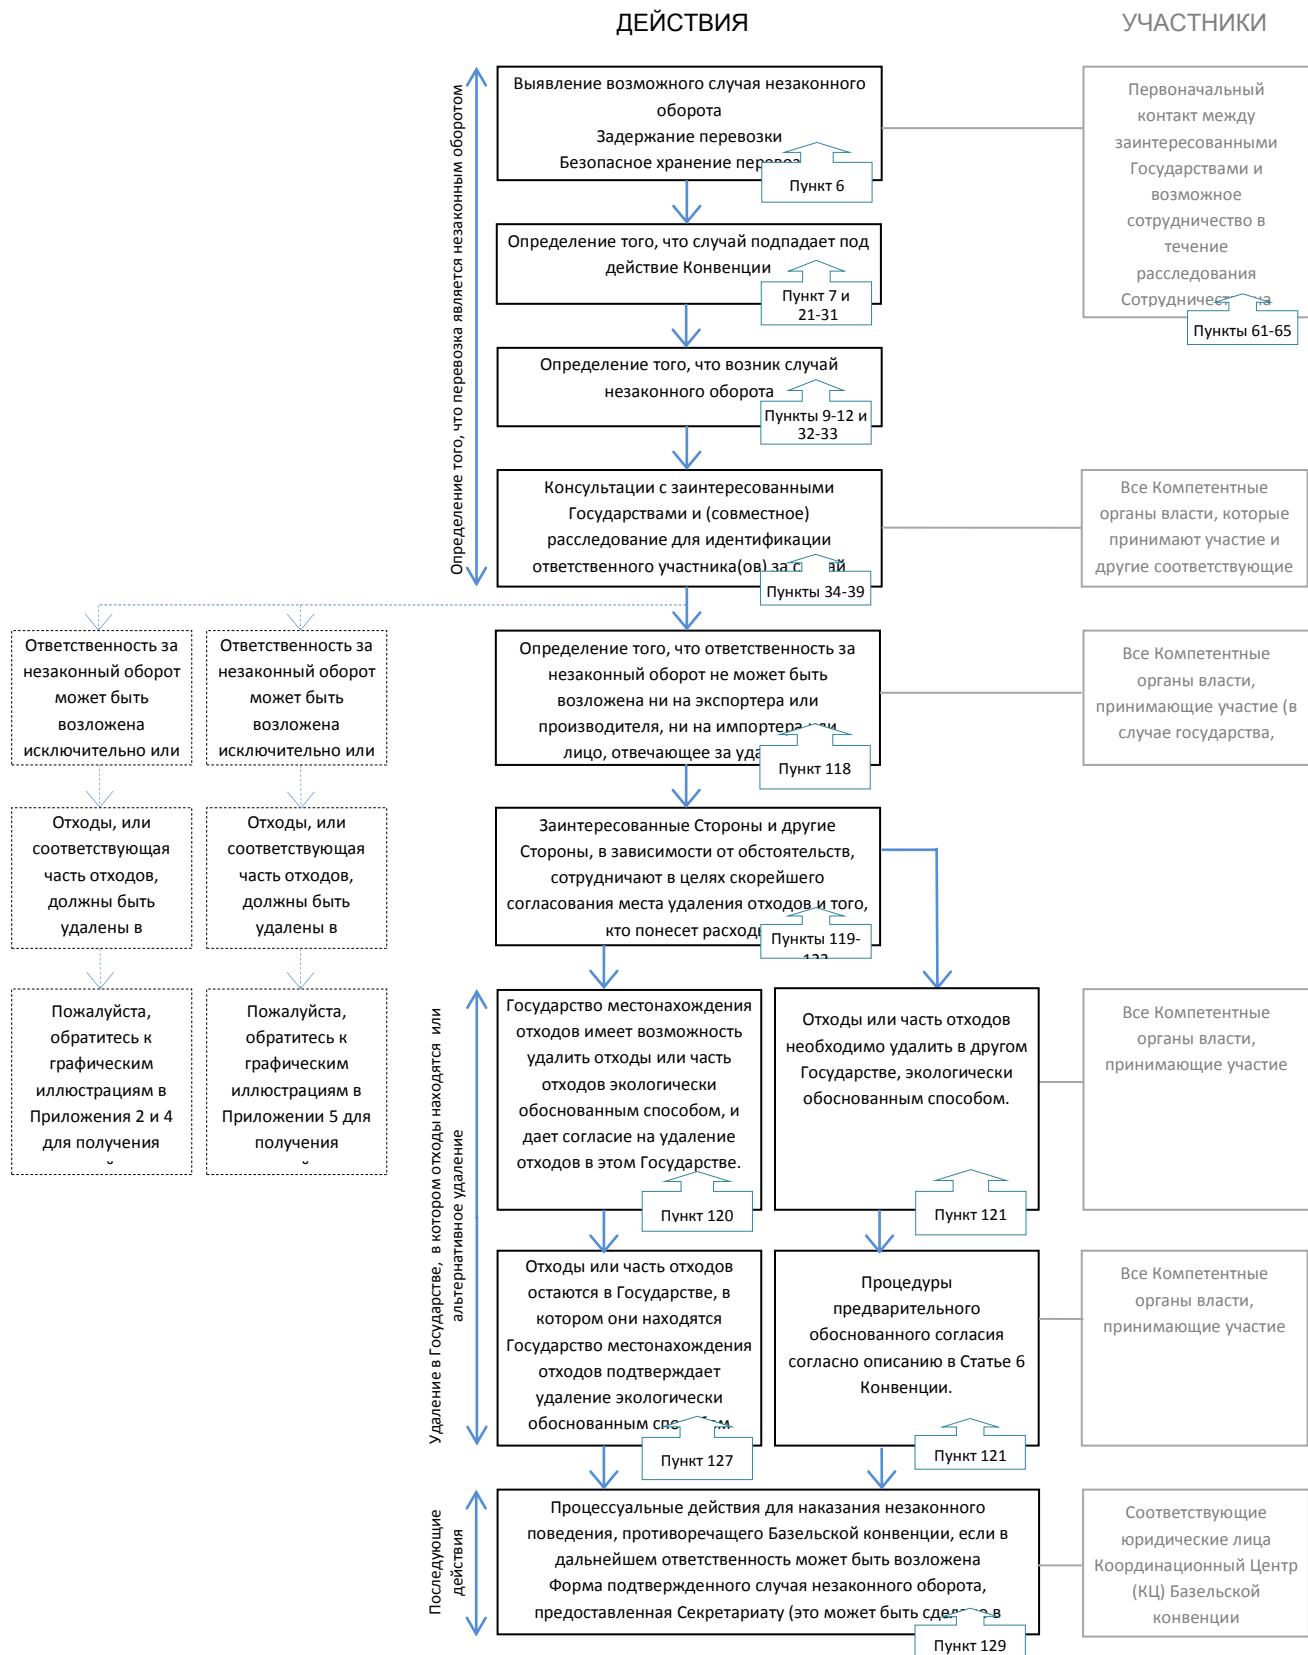 ДЕЙСТВИЯ
УЧАСТНИКИ
Определение того, что перевозка является незаконным оборотом
Выявление возможного случая незаконного
оборота
Задержание перевозки
Безопасное хранение
Пункт 6
Первоначальный
контакт между
заинтересованными
Государствами и
возможное
сотрудничество в
течение
расследования
Пункты 61-65
Определение того, что случай подпадает под
действие Конвенции
Пункт 7 и
21-31
Определение того, что возник случай
незаконного оборота
Пункты 9-12 и
32-33
Консультации с заинтересованными
Государствами и (совместное)
расследование для идентификации
ответственного участника(ов) за
Пункты 34-39
Все Компетентные
органы власти, которые
принимают участие и
другие соответствующие
Ответственность за
незаконный оборот
может быть
возложена
исключительно или
Ответственность за
незаконный оборот
может быть
возложена
исключительно или
Определение того, что ответственность за
незаконный оборот не может быть
возложена ни на экспортера или
производителя, ни на импортера или
лицо, отвечающее за
Пункт 118
Все Компетентные
органы власти,
принимающие участие (в
случае государства,
Отходы, или
соответствующая
часть отходов,
должны быть
удалены в
Отходы, или
соответствующая
часть отходов,
должны быть
удалены в
Заинтересованные Стороны и другие
Стороны, в зависимости от обстоятельств,
сотрудничают в целях скорейшего
согласования места удаления отходов и того,
кто понесет
Пункты 119-
Пожалуйста,
обратитесь к
графическим
иллюстрациям в
Приложения 2 и 4
для получения
Пожалуйста,
обратитесь к
графическим
иллюстрациям в
Приложении 5 для
получения
Удаление в Государстве, в котором отходы находятся или
альтернативное удаление
Государство местонахождения
отходов имеет возможность
удалить отходы или часть
отходов экологически
обоснованным способом, и
дает согласие на удаление
отходов в этом Государстве.
Пункт 120
Отходы или часть отходов
необходимо удалить в другом
Государстве, экологически
обоснованным способом.
Пункт 121
Все Компетентные
органы власти,
принимающие участие
Отходы или часть отходов
остаются в Государстве, в
котором они находятся
Государство местонахождения
отходов подтверждает
удаление экологически
обоснованным способом
Пункт 127
Процедуры
предварительного
обоснованного согласия
согласно описанию в Статье 6
Конвенции.
Пункт 121
Все Компетентные
органы власти,
принимающие участие
Последующие
действия
Процессуальные действия для наказания незаконного
поведения, противоречащего Базельской конвенции, если в
дальнейшем ответственность может быть возложена
Форма подтвержденного случая незаконного оборота,
предоставленная Секретариату (это может быть сделано в
Пункт 129
Соответствующие
юридические лица
Координационный Центр
(КЦ) Базельской
конвенции